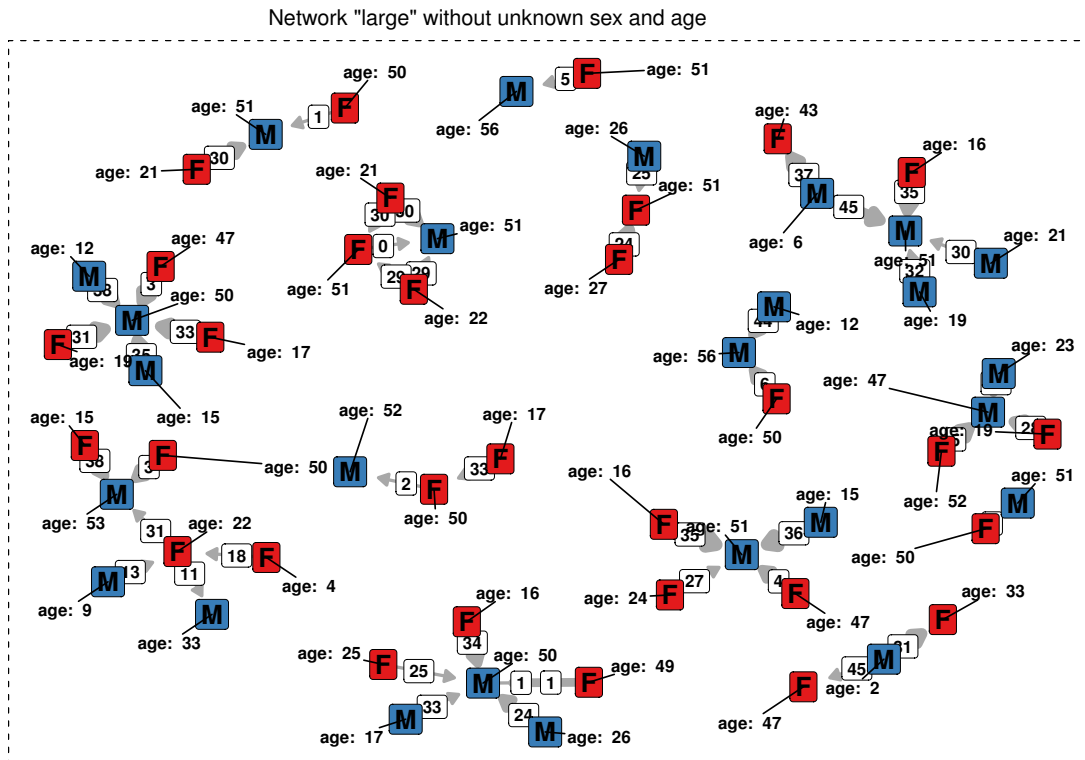 Network "large" without unknown sex and age
age: 50
age: 51
F
1
M
30
F
age: 21
age: 51
F
5
M
age: 56
age: 26
M
25
age: 51
F
24
F
age: 27
age: 43
F
37
M
45
age: 6
age: 16
F
35
M
age: 51
32
M
age: 19
30
M
age: 21
age: 21
F
30
M
age: 51
0
F
age: 51
29
29
F
age: 22
age: 12
M
38
age: 47
F
3
age: 50
M
31
F
age: 19
33
F
age: 17
35
M
age: 15
M
age: 12
44
M
age: 56
6
F
age: 50
age: 23
M
age: 47
M
age: 19
F
F
age: 52
age: 51
M
F
age: 50
age: 15
F
38
F
3
age: 50
M
age: 53
31
age: 22
F
18
F
age: 4
13
M
age: 9
11
M
age: 33
age: 52
M
2
F
age: 50
33
F
age: 17
age: 16
F
35
age: 51
M
36
M
age: 15
27
F
age: 24
4
F
age: 47
age: 16
F
34
age: 25
F
25
age: 50
M
1
1
F
age: 49
33
M
age: 17
24
M
age: 26
age: 33
F
31
M
45
age: 2
F
age: 47